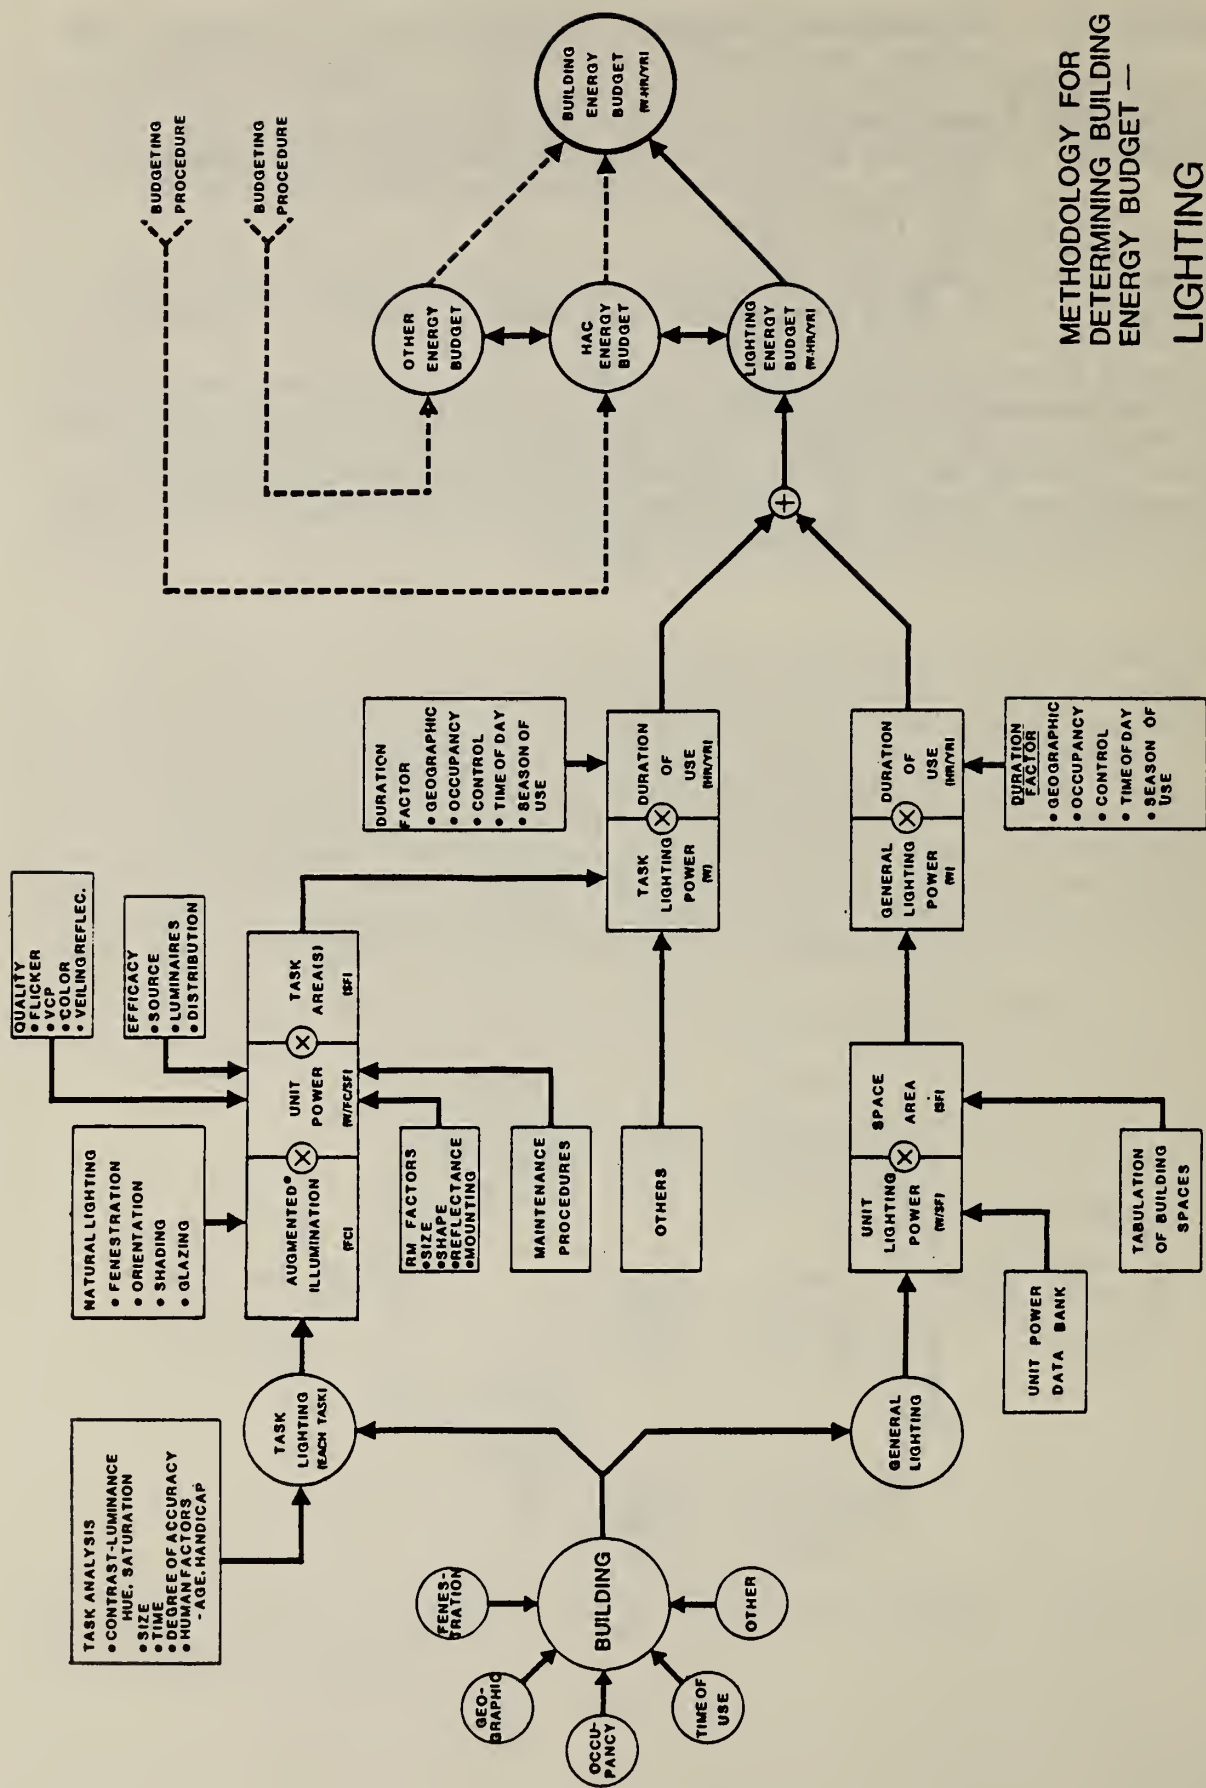 TASK ANALYSIS
• CONTRAST-LUMINANCE
HUE, SATURATION
• SIZE
• TIME
• DEGREE OF ACCURACY
• HUMAN FACTORS
- AGE, HANDICAP
NATURAL LIGHTING
• FENESTRATION
• ORIENTATION
• SHADING
• GLAZING
QUALITY
• FLICKER
• VCP
• COLOR
• VEILING REFLEC.
EFFICACY
• SOURCE
• LUMINAIRES
• DISTRIBUTION
TASK
LIGHTING
(EACH TASK)
AUGMENTED*
ILLUMINATION
(FC)
X
UNIT
POWER
(W/FC/SF)
X
TASK
AREA(S)
(SF)
RM FACTORS
• SIZE
• SHAPE
• REFLECTANCE
• MOUNTING
MAINTENANCE
PROCEDURES
OTHERS
DURATION
FACTOR
• GEOGRAPHIC
• OCCUPANCY
• CONTROL
• TIME OF DAY
• SEASON OF
USE
TASK
LIGHTING
POWER
(W)
X
DURATION
OF
USE
(HR/YR)
FENES-
TRATION
GEO-
GRAPHIC
OCCU-
PANCY
TIME OF
USE
OTHER
BUILDING
GENERAL
LIGHTING
UNIT
LIGHTING
POWER
(W/SF)
X
SPACE
AREA
(SF)
UNIT POWER
DATA BANK
TABULATION
OF BUILDING
SPACES
GENERAL
LIGHTING
POWER
(W)
X
DURATION
OF
USE
(HR/YR)
DURATION
FACTOR
• GEOGRAPHIC
• OCCUPANCY
• CONTROL
• TIME OF DAY
• SEASON OF
USE
+
BUDGETING
PROCEDURE
BUDGETING
PROCEDURE
OTHER
ENERGY
BUDGET
HAC
ENERGY
BUDGET
LIGHTING
ENERGY
BUDGET
(W-HR/YR)
BUILDING
ENERGY
BUDGET
(W-HR/YR)
METHODOLOGY FOR
DETERMINING BUILDING
ENERGY BUDGET —
LIGHTING